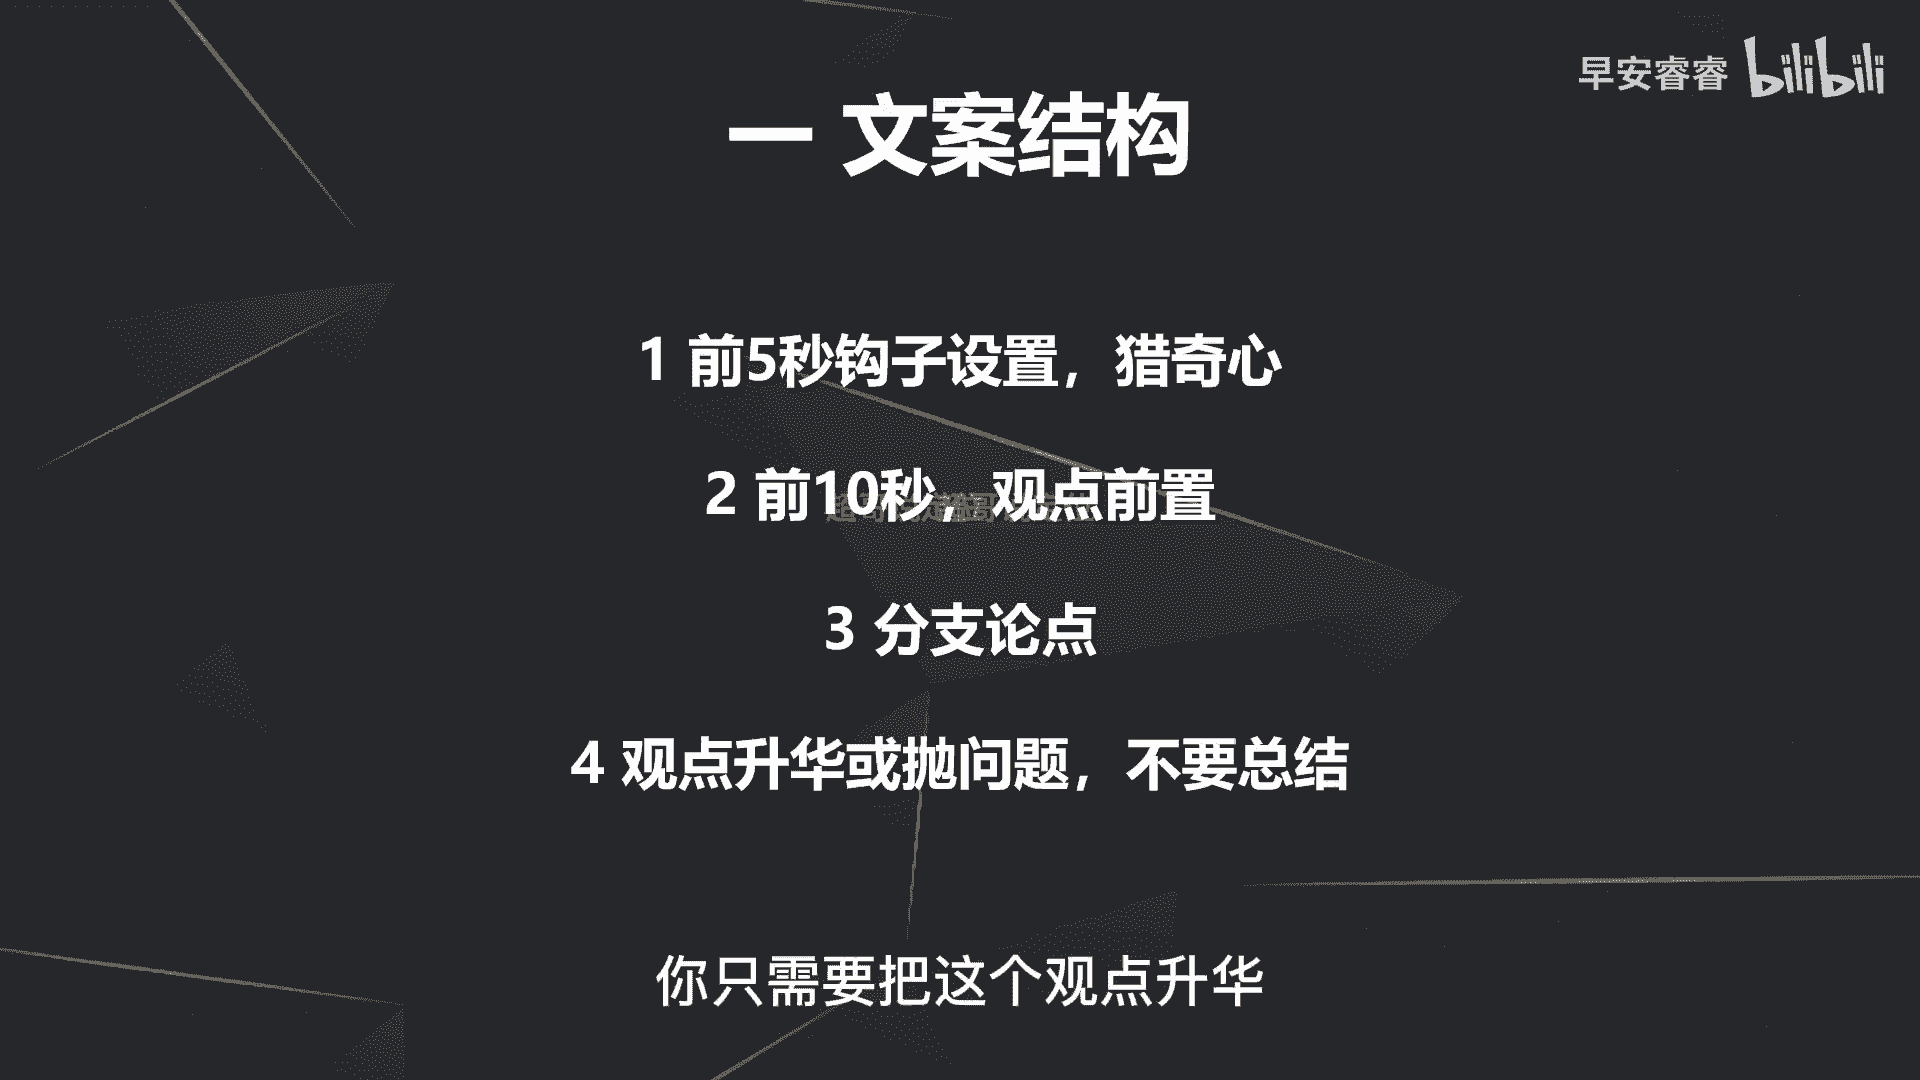 早安睿睿 bilibili
一 文案结构
1 前5秒钩子设置，猎奇心
2 前10秒，观点前置
3 分支论点
4 观点升华或抛问题，不要总结
你只需要把这个观点升华